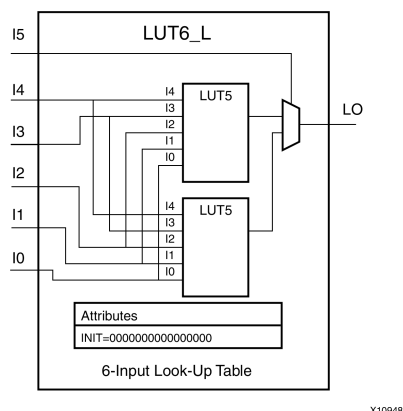 LUT6_L
I5
I4
I3
I2
I1
I0
I4
I3
I2
I1
I0
LUT5
I4
I3
I2
I1
I0
LUT5
LO
Attributes
INIT=0000000000000000
6-Input Look-Up Table
X10948